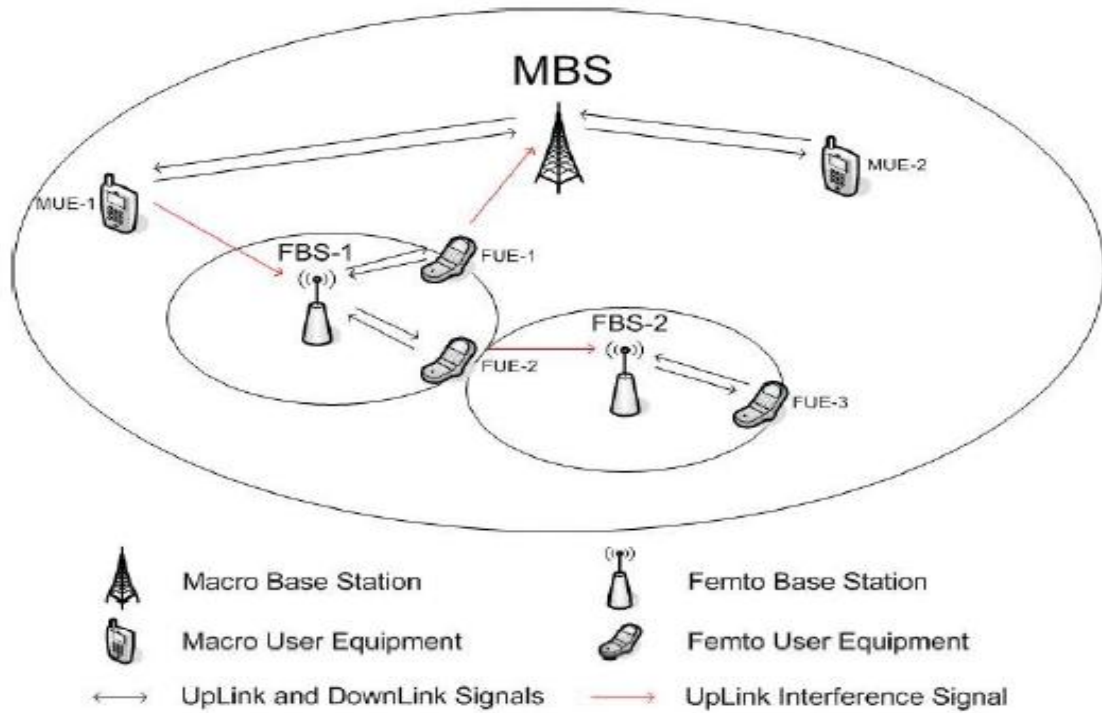 MBS
MUE-2
MUE-1
FBS-1
FUE-1
FBS-2
FUE-2
FUE-3
Macro Base Station
Femto Base Station
Macro User Equipment
Femto User Equipment
UpLink and DownLink Signals
UpLink Interference Signal